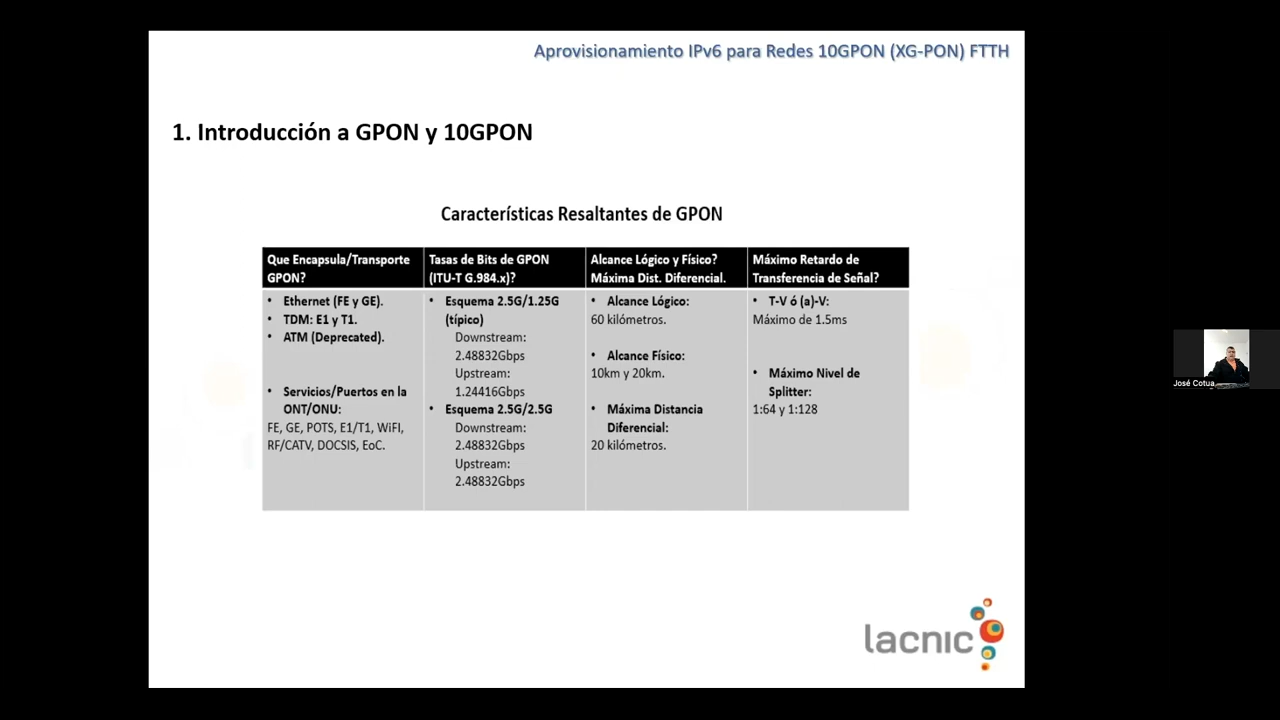 Aprovisionamiento IPv6 para Redes 10GPON (XG-PON) FTTH
1. Introducción a GPON y 10GPON
Características Resaltantes de GPON
Que Encapsula/Transporte
GPON?
• Ethernet (FE y GE).
• TDM: E1 y T1.
• ATM (Deprecated).
• Servicios/Puertos en la
ONT/ONU:
FE, GE, POTS, E1/T1, WiFI,
RF/CATV, DOCSIS, EoC.
Tasas de Bits de GPON
(ITU-T G.984.x)?
• Esquema 2.5G/1.25G
(típico)
Downstream:
2.48832Gbps
Upstream:
1.24416Gbps
• Esquema 2.5G/2.5G
Downstream:
2.48832Gbps
Upstream:
2.48832Gbps
Alcance Lógico y Físico?
Máxima Dist. Diferencial.
• Alcance Lógico:
60 kilómetros.
• Alcance Físico:
10km y 20km.
• Máxima Distancia
Diferencial:
20 kilómetros.
Máximo Retardo de
Transferencia de Señal?
• T-V ó (a)-V:
Máximo de 1.5ms
• Máximo Nivel de
Splitter:
1:64 y 1:128
lacnic
José Cotua